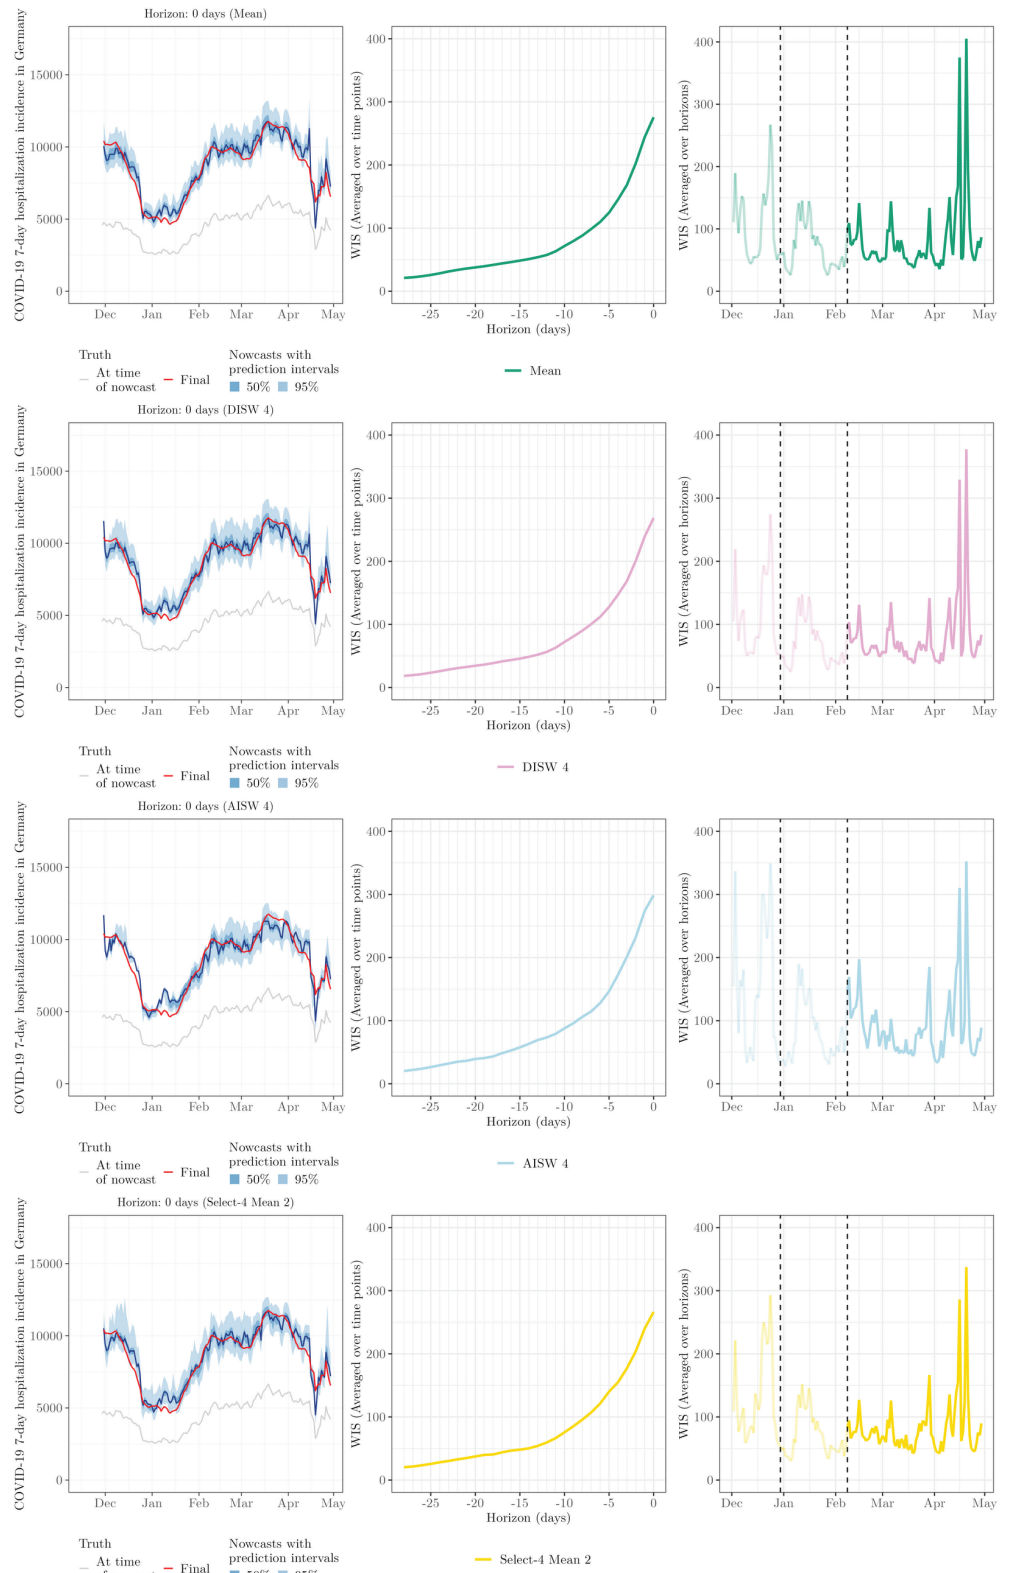 Horizon: 0 days (Mean)
COVID-19 7-day hospitalization incidence in Germany
15000
10000
5000
0
Dec Jan Feb Mar Apr May
WIS (Averaged over time points)
400
300
200
100
0
-25 -20 -15 -10 -5 0
Horizon (days)
WIS (Averaged over horizons)
400
300
200
100
0
Dec Jan Feb Mar Apr May
Truth
At time
of nowcast
Final
Nowcasts with
prediction intervals
50% 95%
Mean
Horizon: 0 days (DISW 4)
COVID-19 7-day hospitalization incidence in Germany
15000
10000
5000
0
Dec Jan Feb Mar Apr May
WIS (Averaged over time points)
400
300
200
100
0
-25 -20 -15 -10 -5 0
Horizon (days)
WIS (Averaged over horizons)
400
300
200
100
0
Dec Jan Feb Mar Apr May
Truth
At time
of nowcast
Final
Nowcasts with
prediction intervals
50% 95%
DISW 4
Horizon: 0 days (AISW 4)
COVID-19 7-day hospitalization incidence in Germany
15000
10000
5000
0
Dec Jan Feb Mar Apr May
WIS (Averaged over time points)
400
300
200
100
0
-25 -20 -15 -10 -5 0
Horizon (days)
WIS (Averaged over horizons)
400
300
200
100
0
Dec Jan Feb Mar Apr May
Truth
At time
of nowcast
Final
Nowcasts with
prediction intervals
50% 95%
AISW 4
Horizon: 0 days (Select-4 Mean 2)
COVID-19 7-day hospitalization incidence in Germany
15000
10000
5000
0
Dec Jan Feb Mar Apr May
WIS (Averaged over time points)
400
300
200
100
0
-25 -20 -15 -10 -5 0
Horizon (days)
WIS (Averaged over horizons)
400
300
200
100
0
Dec Jan Feb Mar Apr May
Truth
At time
Final
Nowcasts with
prediction intervals
Select-4 Mean 2